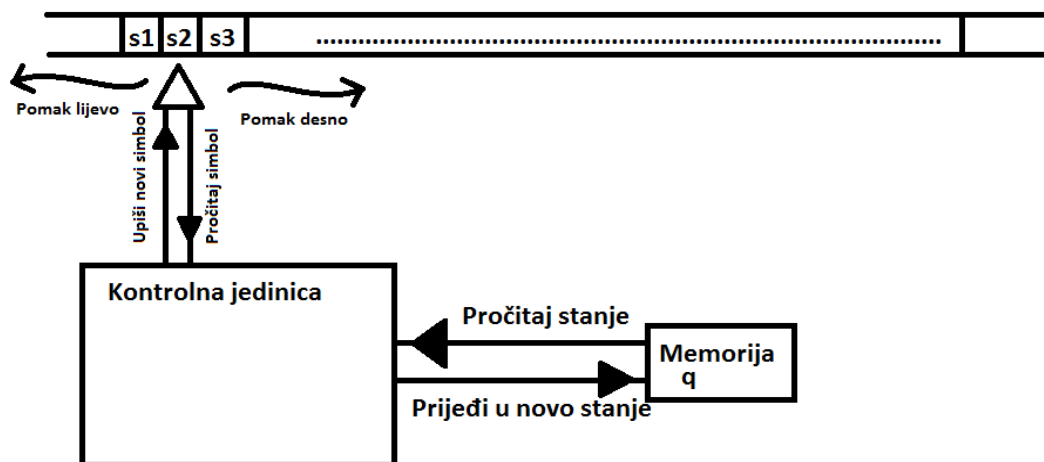 s1 s2 s3 ................................................................................
Pomak lijevo
Pomak desno
Upiši novi simbol
Pročitaj simbol
Kontrolna jedinica
Pročitaj stanje
Memorija
q
Prijeđi u novo stanje